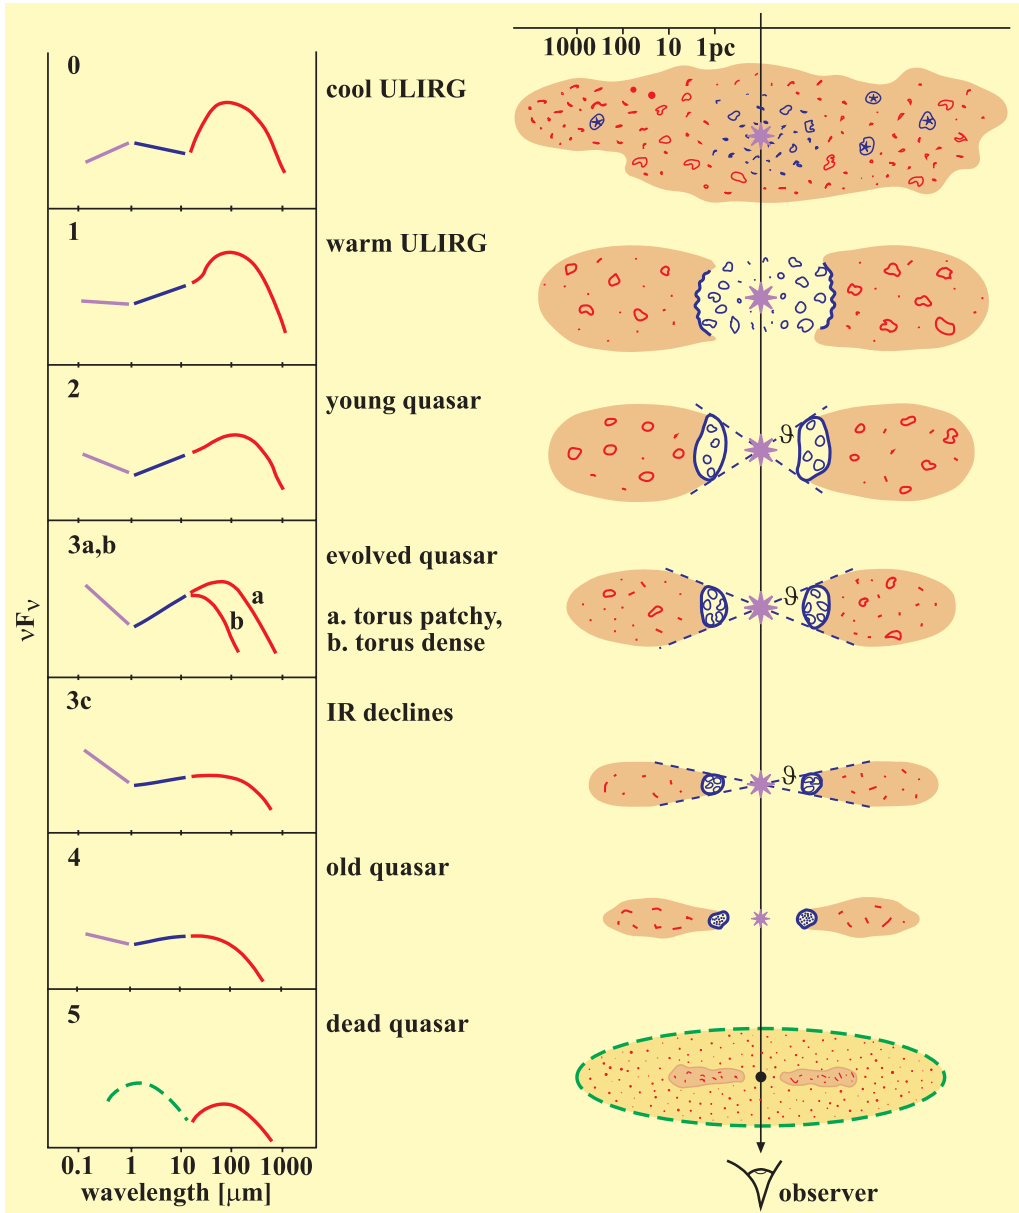 1000 100 10 1pc
0
cool ULIRG
1
warm ULIRG
2
young quasar
ϑ
3a,b
evolved quasar
a
b
a. torus patchy,
b. torus dense
ϑ
νFν
3c
IR declines
ϑ
4
old quasar
5
dead quasar
0.1 1 10 100 1000
wavelength [μm]
observer